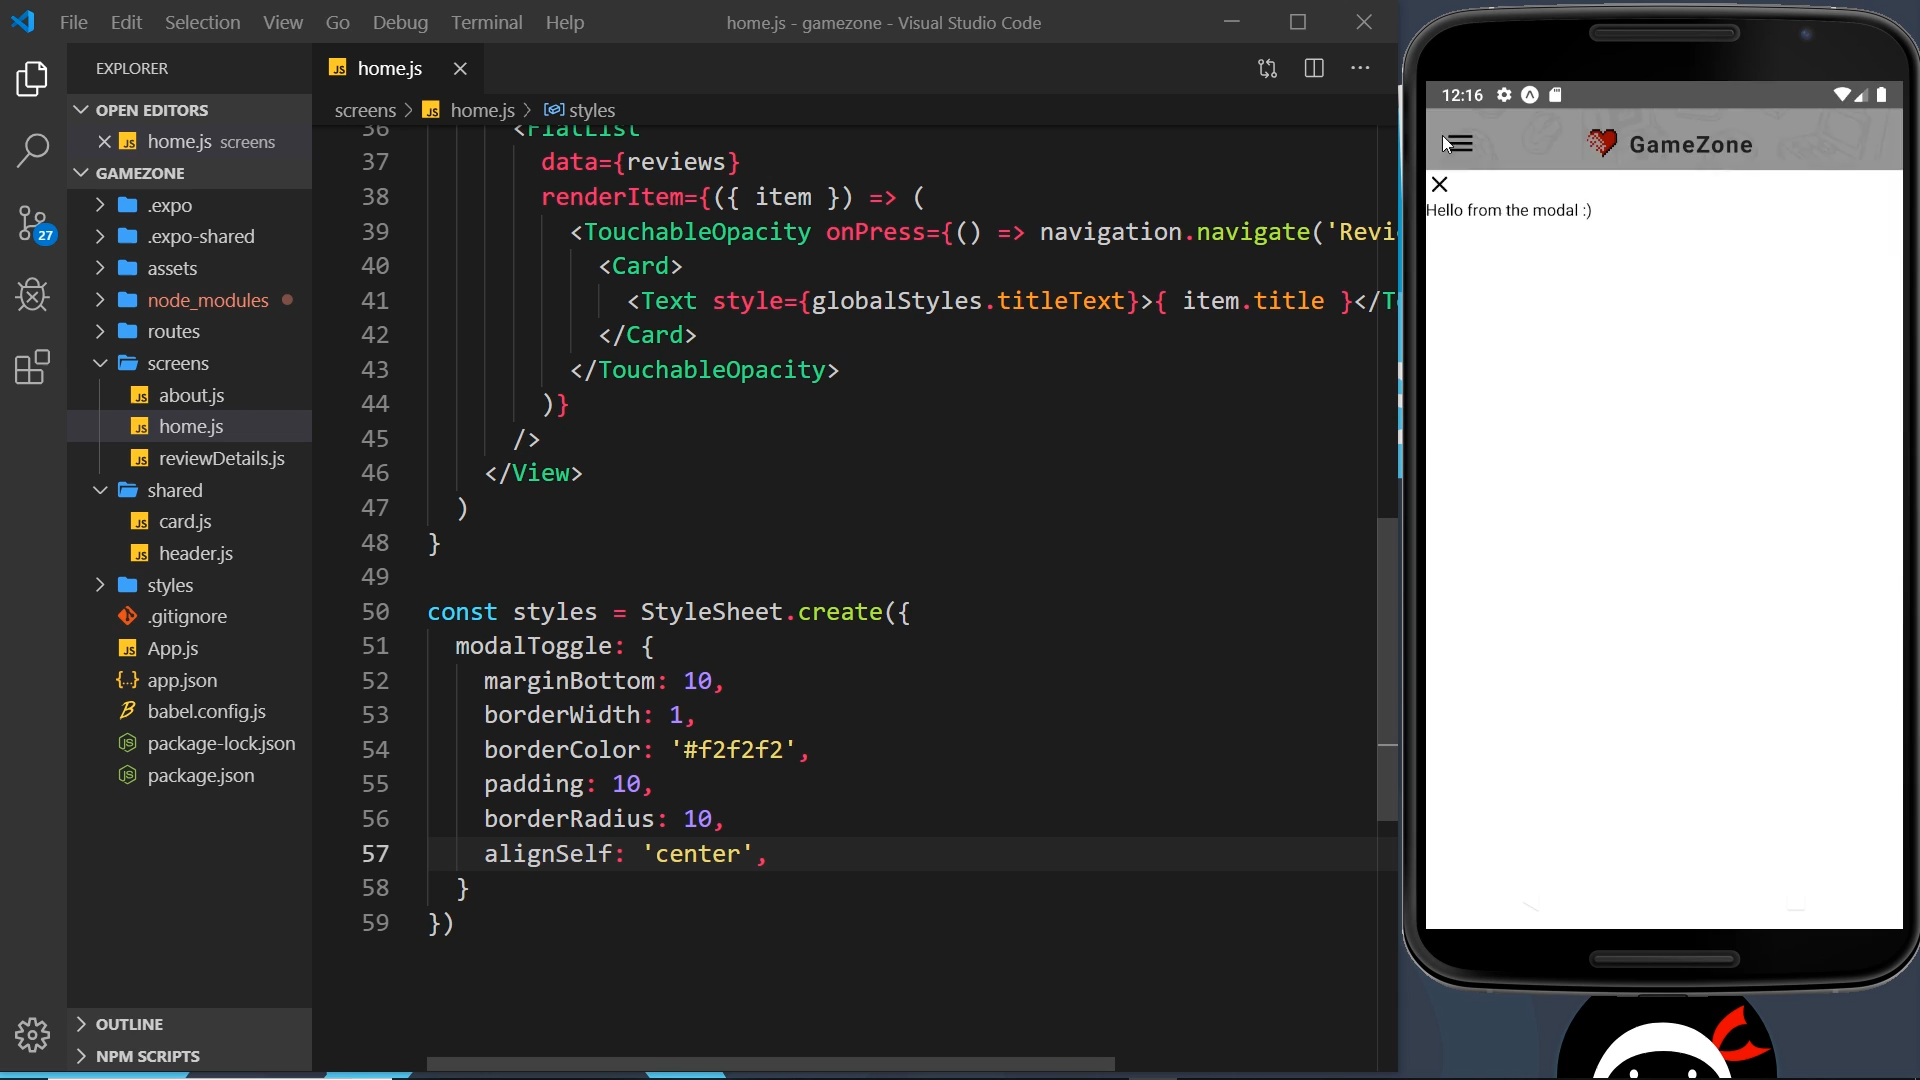 File Edit Selection View Go Debug Terminal Help
home.js - gamezone - Visual Studio Code
EXPLORER
OPEN EDITORS
home.js screens
GAMEZONE
.expo
.expo-shared
assets
node_modules
routes
screens
about.js
home.js
reviewDetails.js
shared
card.js
header.js
styles
.gitignore
App.js
app.json
babel.config.js
package-lock.json
package.json
OUTLINE
NPM SCRIPTS
27
home.js
screens > home.js > styles
36 <FlatList
37 data={reviews}
38 renderItem={({ item }) => (
39 <TouchableOpacity onPress={() => navigation.navigate('Revi
40 <Card>
41 <Text style={globalStyles.titleText}>{ item.title }</T
42 </Card>
43 </TouchableOpacity>
44 )}
45 />
46 </View>
47 )
48 }
49
50 const styles = StyleSheet.create({
51 modalToggle: {
52 marginBottom: 10,
53 borderWidth: 1,
54 borderColor: '#f2f2f2',
55 padding: 10,
56 borderRadius: 10,
57 alignSelf: 'center',
58 }
59 })
12:16
GameZone
Hello from the modal :)